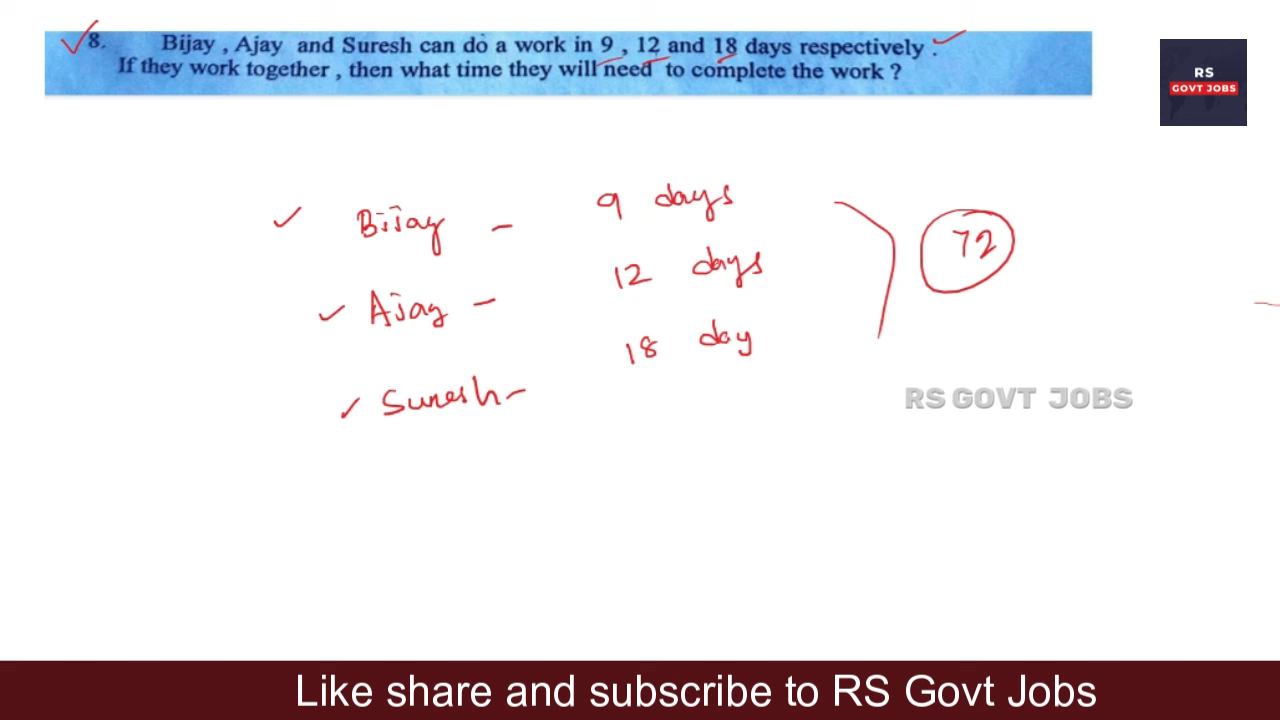 8. Bijay , Ajay and Suresh can do a work in 9 , 12 and 18 days respectively .
If they work together , then what time they will need to complete the work ?
RS
GOVT JOBS
Bijay - 9 days
Ajay - 12 days
Suresh - 18 day
72
RS GOVT JOBS
Like share and subscribe to RS Govt Jobs